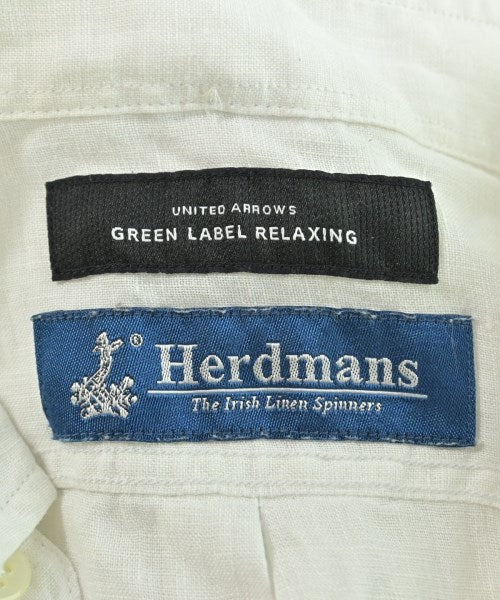 UNITED ARROWS
GREEN LABEL RELAXING
® Herdmans
The Irish Linen Spinners